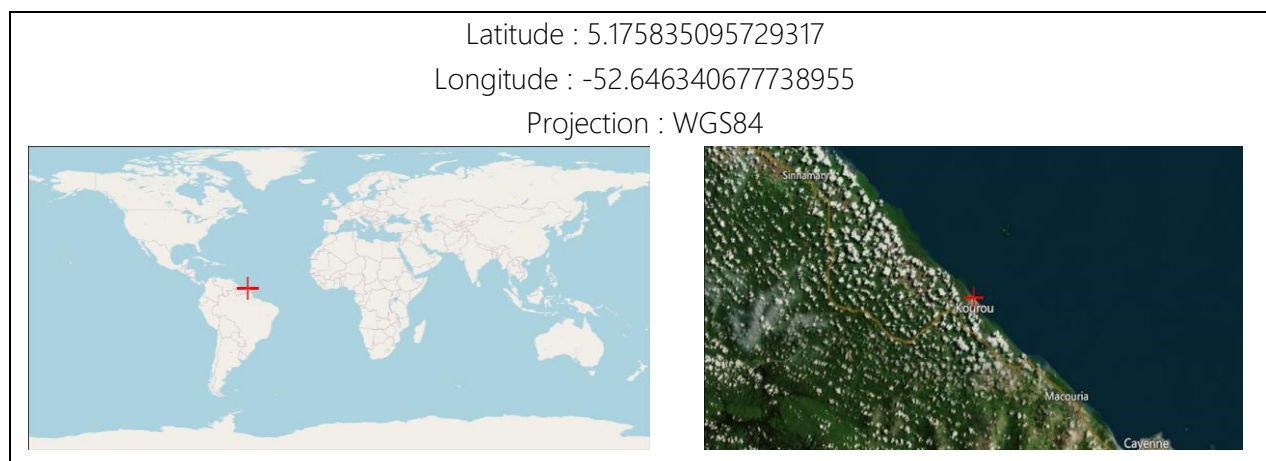 Latitude : 5.175835095729317
Longitude : -52.646340677738955
Projection : WGS84
Sinnamary
Kourou
Macouria
Cayenne